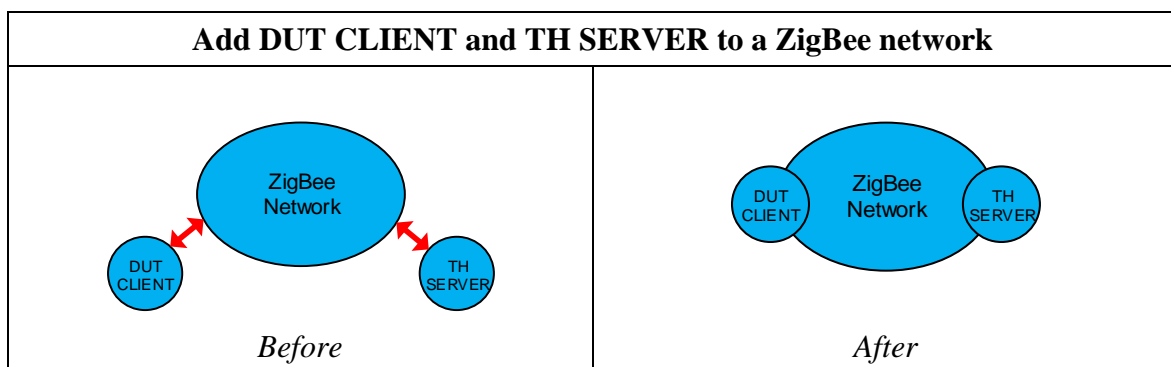 Add DUT CLIENT and TH SERVER to a ZigBee network
ZigBee
Network
DUT
CLIENT
TH
SERVER
Before
ZigBee
Network
DUT
CLIENT
TH
SERVER
After